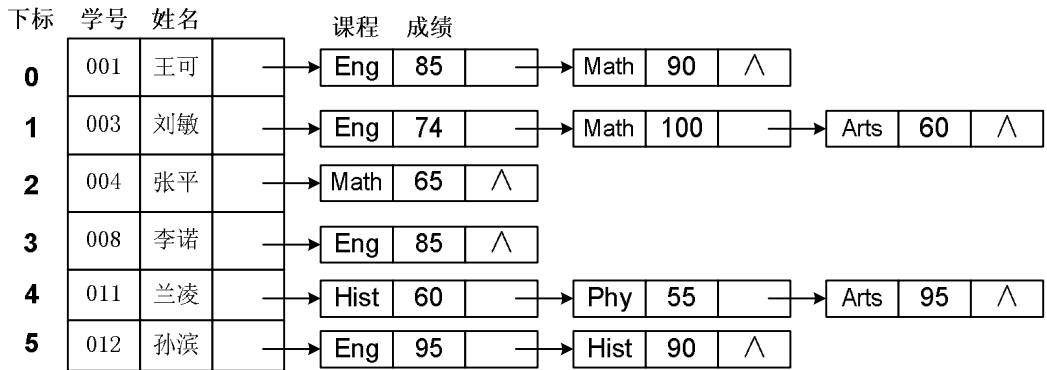 下标 学号 姓名 课程 成绩
0 001 王可 Eng 85 Math 90 ∧
1 003 刘敏 Eng 74 Math 100 Arts 60 ∧
2 004 张平 Math 65 ∧
3 008 李诺 Eng 85 ∧
4 011 兰凌 Hist 60 Phy 55 Arts 95 ∧
5 012 孙滨 Eng 95 Hist 90 ∧